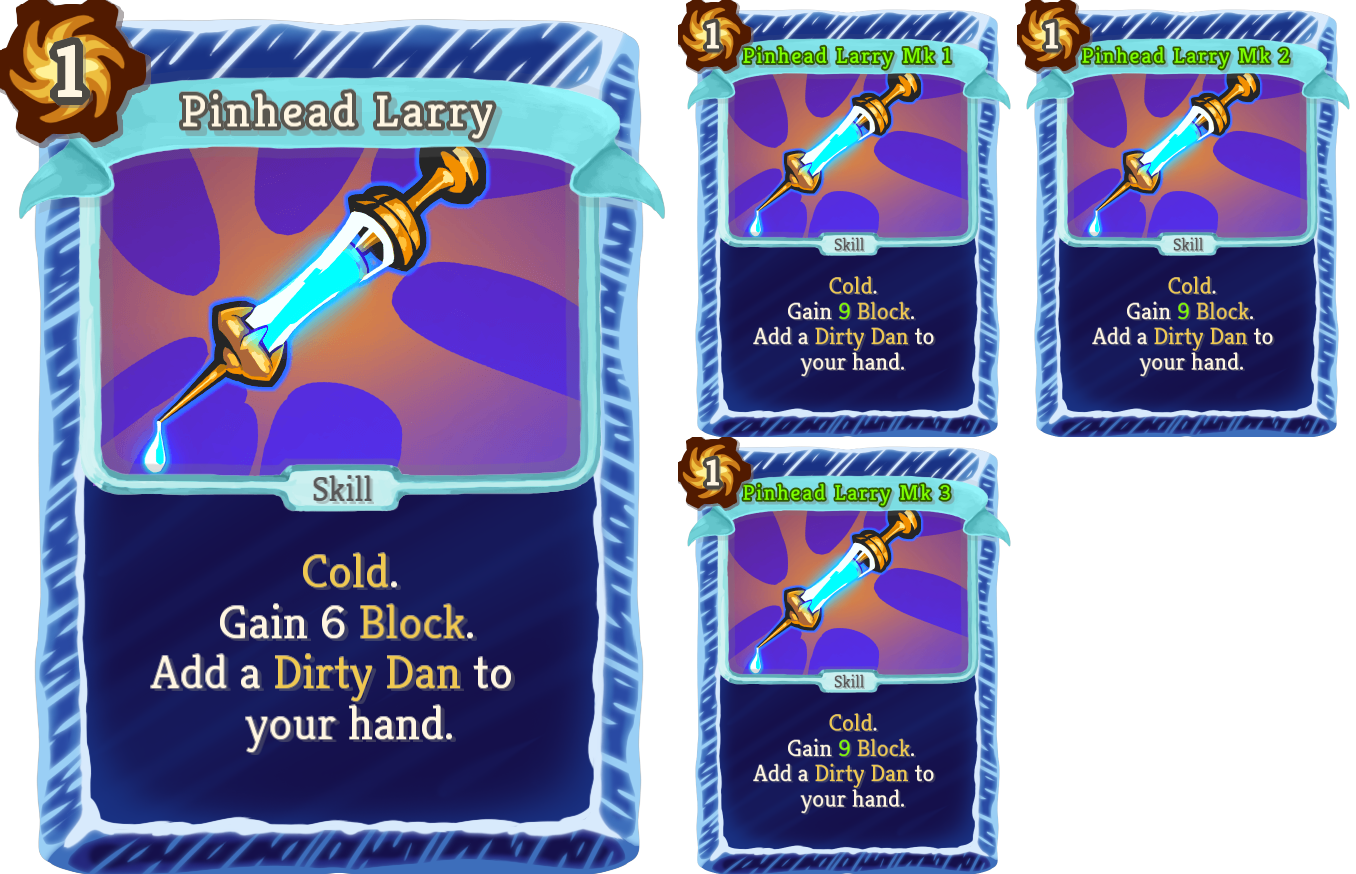 1
Pinhead Larry
Skill
Cold.
Gain 6 Block.
Add a Dirty Dan to
your hand.
1
Pinhead Larry Mk 1
Skill
Cold.
Gain 9 Block.
Add a Dirty Dan to
your hand.
1
Pinhead Larry Mk 2
Skill
Cold.
Gain 9 Block.
Add a Dirty Dan to
your hand.
1
Pinhead Larry Mk 3
Skill
Cold.
Gain 9 Block.
Add a Dirty Dan to
your hand.